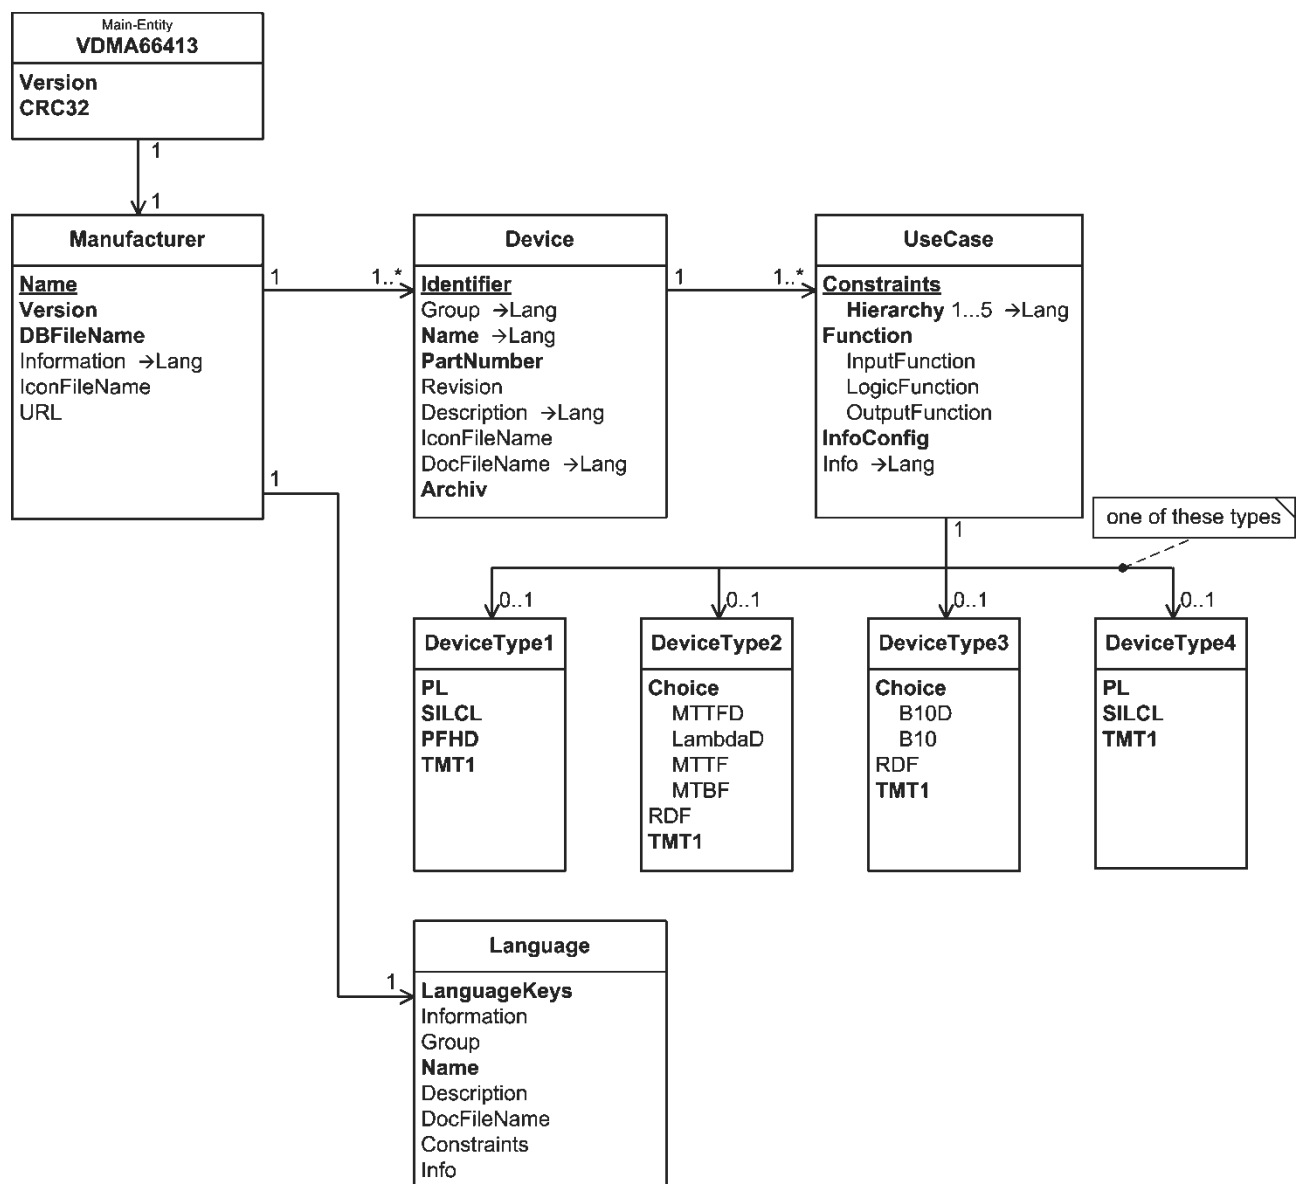 Main-Entity
VDMA66413
Version
CRC32
1
1
Manufacturer
Name
Version
DBFileName
Information →Lang
IconFileName
URL
1
1..*
1
Device
Identifier
Group →Lang
Name →Lang
PartNumber
Revision
Description →Lang
IconFileName
DocFileName →Lang
Archiv
1
1..*
UseCase
Constraints
Hierarchy 1...5 →Lang
Function
InputFunction
LogicFunction
OutputFunction
InfoConfig
Info →Lang
1
one of these types
0..1
0..1
0..1
0..1
DeviceType1
PL
SILCL
PFHD
TMT1
DeviceType2
Choice
MTTFD
LambdaD
MTTF
MTBF
RDF
TMT1
DeviceType3
Choice
B10D
B10
RDF
TMT1
DeviceType4
PL
SILCL
TMT1
1
Language
LanguageKeys
Information
Group
Name
Description
DocFileName
Constraints
Info